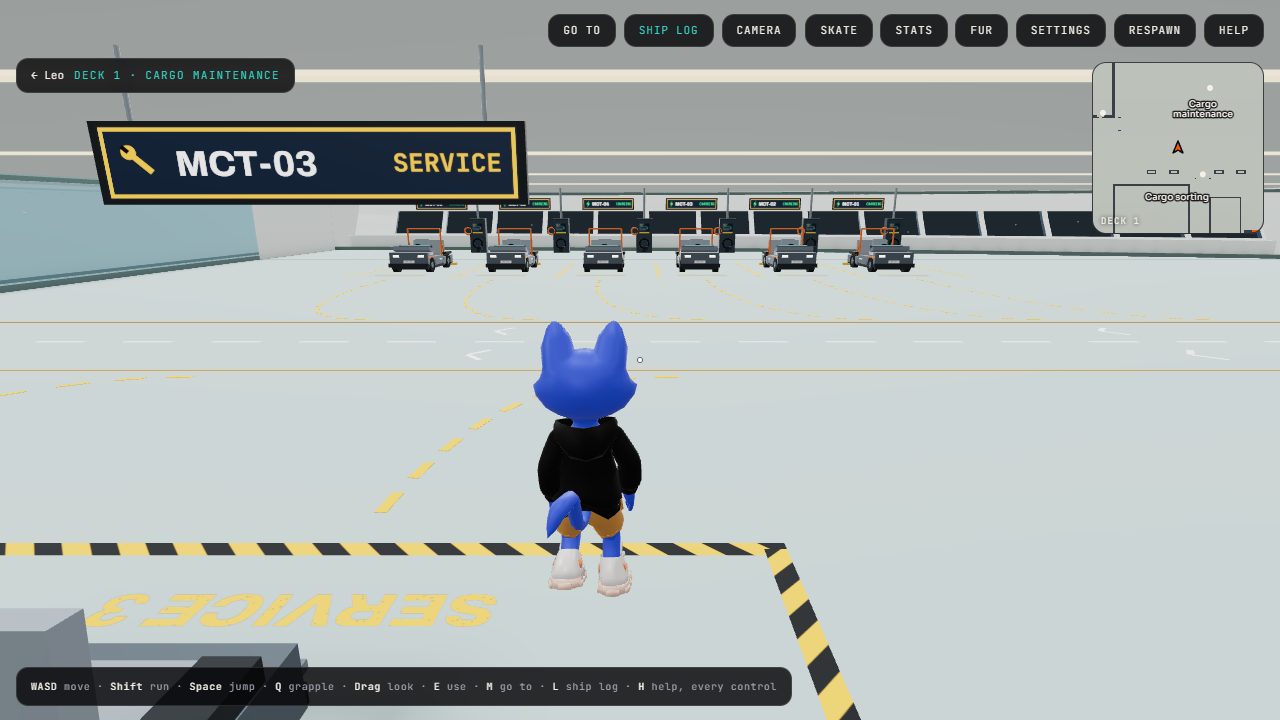 GO TO
SHIP LOG
CAMERA
SKATE
STATS
FUR
SETTINGS
RESPAWN
HELP
← Leo DECK 1 · CARGO MAINTENANCE
Cargo
maintenance
Cargo sorting
DECK 1
MCT-03 SERVICE
MCT-04
MCT-03
MCT-02
MCT-01
SERVICE 3
WASD move · Shift run · Space jump · Q grapple · Drag look · E use · M go to · L ship log · H help, every control